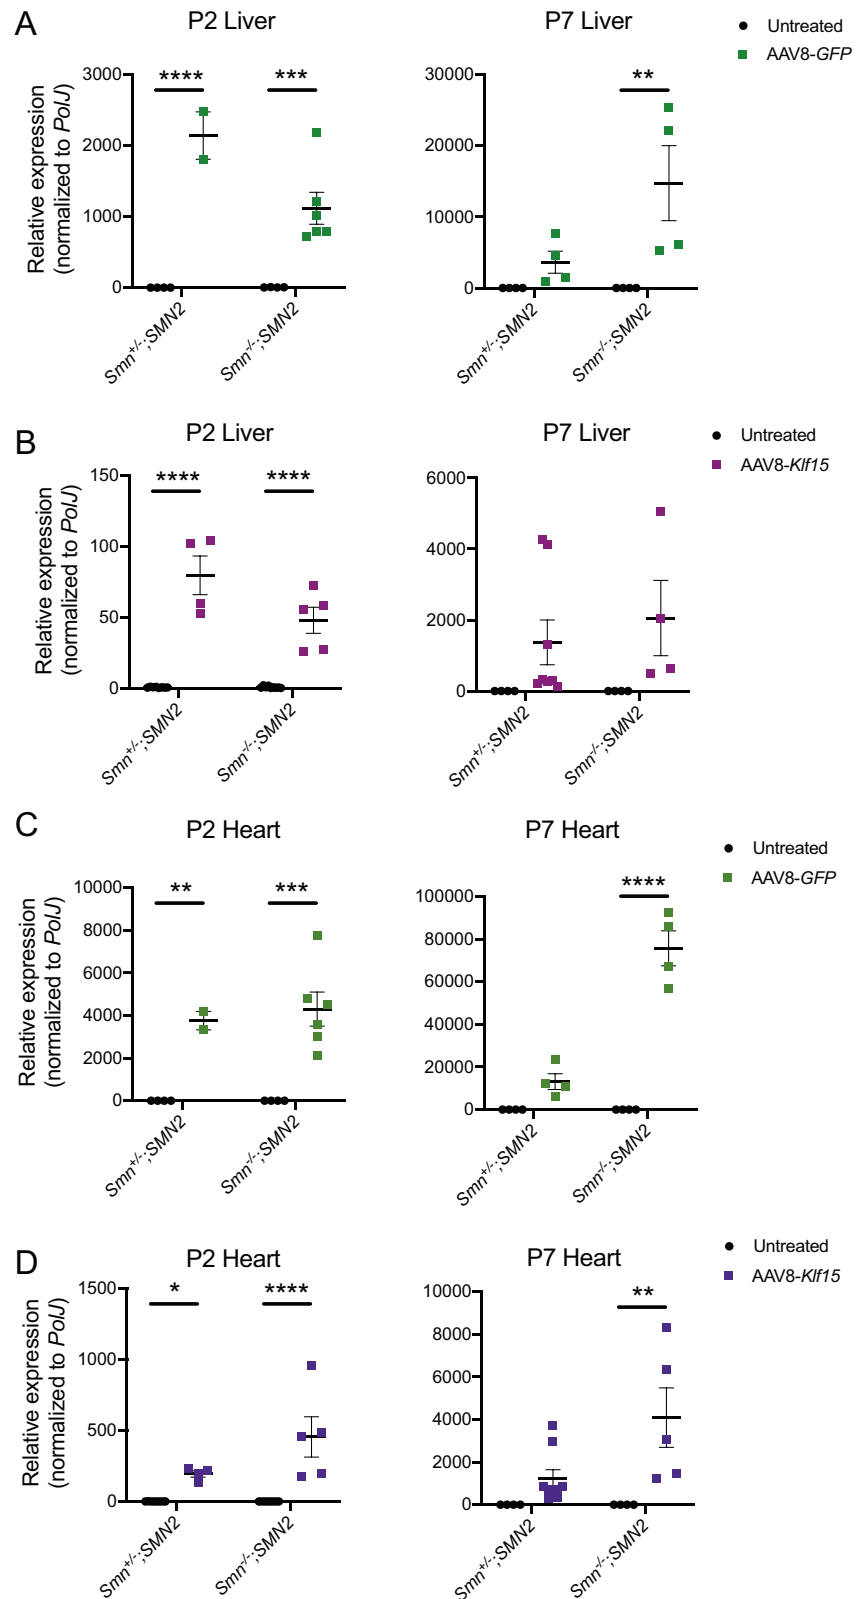 A
P2 Liver
P7 Liver
Untreated
AAV8-GFP
Relative expression
(normalized to PolJ)
3000
2000
1000
0
****
***
Smn+/-;SMN2
Smn-/-;SMN2
30000
20000
10000
0
**
Smn+/-;SMN2
Smn-/-;SMN2
B
P2 Liver
P7 Liver
Untreated
AAV8-Klf15
Relative expression
(normalized to PolJ)
150
100
50
0
****
****
Smn+/-;SMN2
Smn-/-;SMN2
6000
4000
2000
0
Smn+/-;SMN2
Smn-/-;SMN2
C
P2 Heart
P7 Heart
Untreated
AAV8-GFP
Relative expression
(normalized to PolJ)
10000
8000
6000
4000
2000
0
**
***
Smn+/-;SMN2
Smn-/-;SMN2
100000
80000
60000
40000
20000
0
****
Smn+/-;SMN2
Smn-/-;SMN2
D
P2 Heart
P7 Heart
Untreated
AAV8-Klf15
Relative expression
(normalized to PolJ)
1500
1000
500
0
*
****
Smn+/-;SMN2
Smn-/-;SMN2
10000
8000
6000
4000
2000
0
**
Smn+/-;SMN2
Smn-/-;SMN2